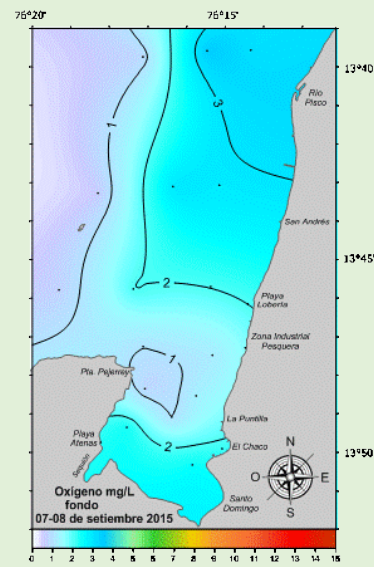 76°20'
76°15'
13°40'
3
Río
Pisco
1
San Andrés
13°45'
2
Playa
Lobería
Zona Industrial
Pesquera
1
Pta. Pejerrey
La Puntilla
Playa
Atenas
2
El Chaco
N
13°50'
Sequión
O
E
Oxigeno mg/L
fondo
Santo
Domingo
S
07-08 de setiembre 2015
0 1 2 3 4 5 6 7 8 9 10 11 12 13 14 15